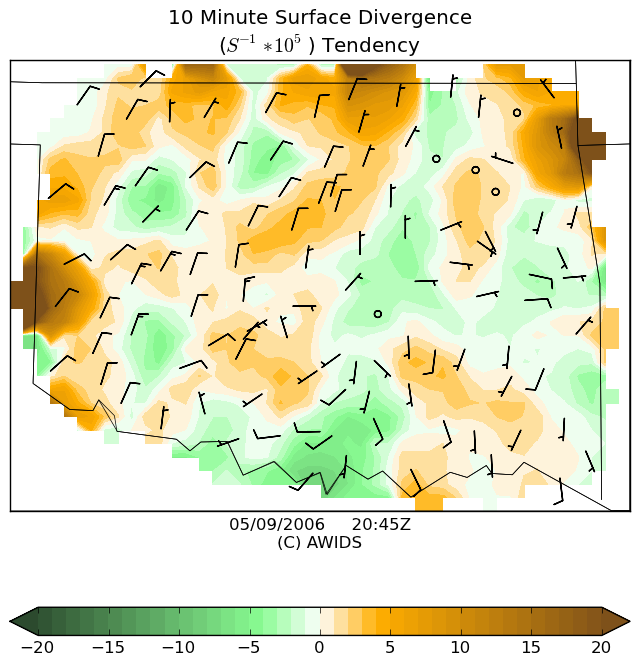 10 Minute Surface Divergence
(S⁻¹ * 10⁵ ) Tendency
05/09/2006 20:45Z
(C) AWIDS
−20 −15 −10 −5 0 5 10 15 20